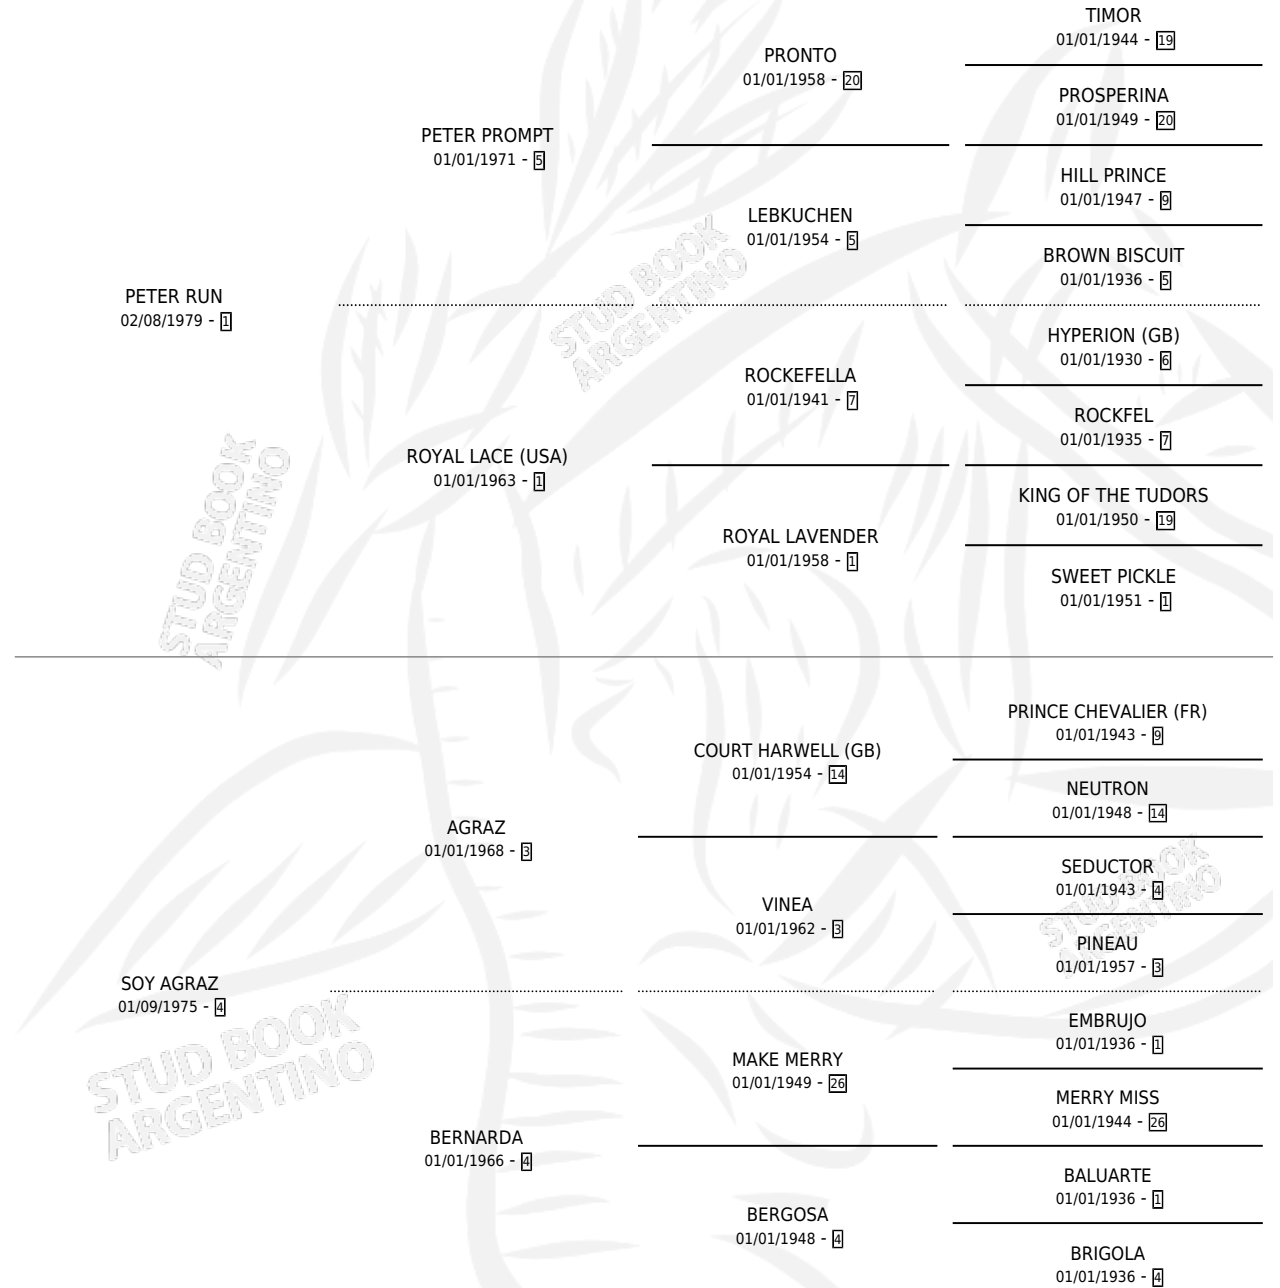 TIMOR
01/01/1944 - 19
PRONTO
01/01/1958 - 20
PROSPERINA
01/01/1949 - 20
PETER PROMPT
01/01/1971 - 5
HILL PRINCE
01/01/1947 - 9
LEBKUCHEN
01/01/1954 - 5
BROWN BISCUIT
01/01/1936 - 5
PETER RUN
02/08/1979 - 1
HYPERION (GB)
01/01/1930 - 6
ROCKEFELLA
01/01/1941 - 7
ROCKFEL
01/01/1935 - 7
ROYAL LACE (USA)
01/01/1963 - 1
KING OF THE TUDORS
01/01/1950 - 19
ROYAL LAVENDER
01/01/1958 - 1
SWEET PICKLE
01/01/1951 - 1
PRINCE CHEVALIER (FR)
01/01/1943 - 9
COURT HARWELL (GB)
01/01/1954 - 14
NEUTRON
01/01/1948 - 14
AGRAZ
01/01/1968 - 3
SEDUCTOR
01/01/1943 - 4
VINEA
01/01/1962 - 3
PINEAU
01/01/1957 - 3
SOY AGRAZ
01/09/1975 - 4
EMBRUJO
01/01/1936 - 1
MAKE MERRY
01/01/1949 - 26
MERRY MISS
01/01/1944 - 26
BERNARDA
01/01/1966 - 4
BALUARTE
01/01/1936 - 1
BERGOSA
01/01/1948 - 4
BRIGOLA
01/01/1936 - 4
STUD BOOK
ARGENTINO
STUD BOOK
ARGENTINO
STUD BOOK
ARGENTINO
STUD BOOK
ARGENTINO